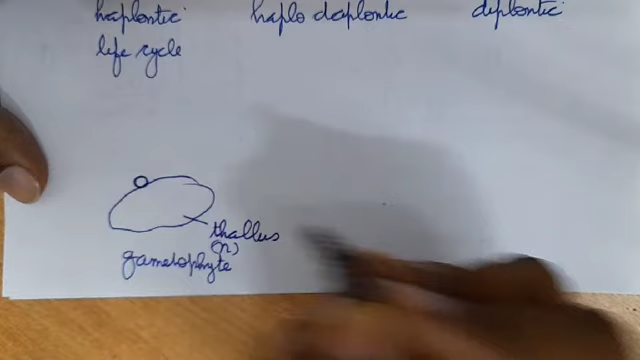 haplontic haplo diplontic diplontic
life cycle
thallus
(n)
gametophyte